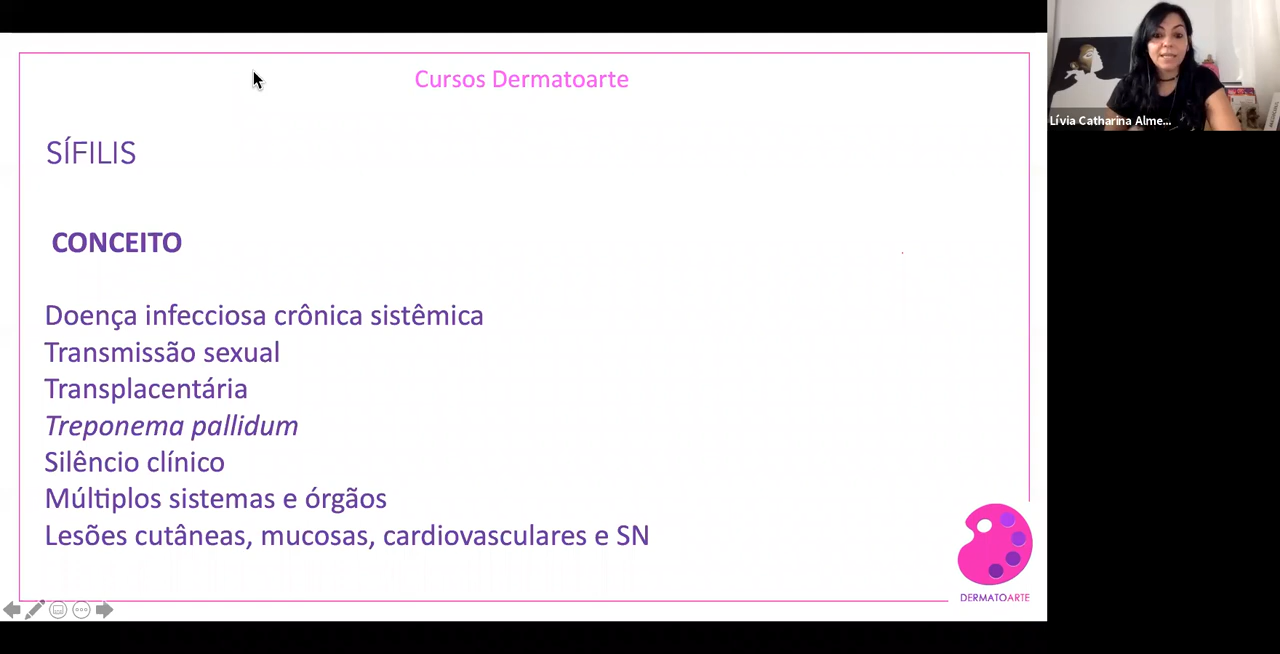 Cursos Dermatoarte
Lívia Catharina Alme...
SÍFILIS
CONCEITO
Doença infecciosa crônica sistêmica
Transmissão sexual
Transplacentária
Treponema pallidum
Silêncio clínico
Múltiplos sistemas e órgãos
Lesões cutâneas, mucosas, cardiovasculares e SN
DERMATOARTE